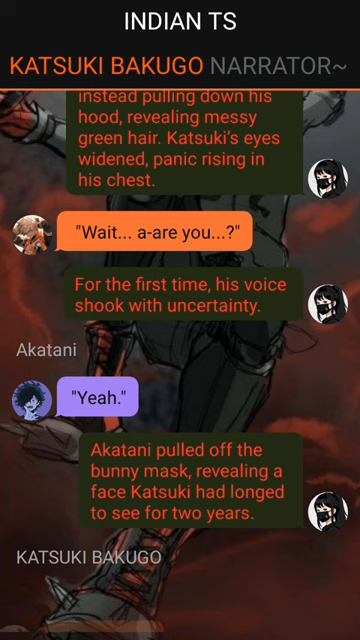 INDIAN TS
KATSUKI BAKUGO NARRATOR~
instead pulling down his
hood, revealing messy
green hair. Katsuki's eyes
widened, panic rising in
his chest.
"Wait... a-are you...?"
For the first time, his voice
shook with uncertainty.
Akatani
"Yeah."
Akatani pulled off the
bunny mask, revealing a
face Katsuki had longed
to see for two years.
KATSUKI BAKUGO